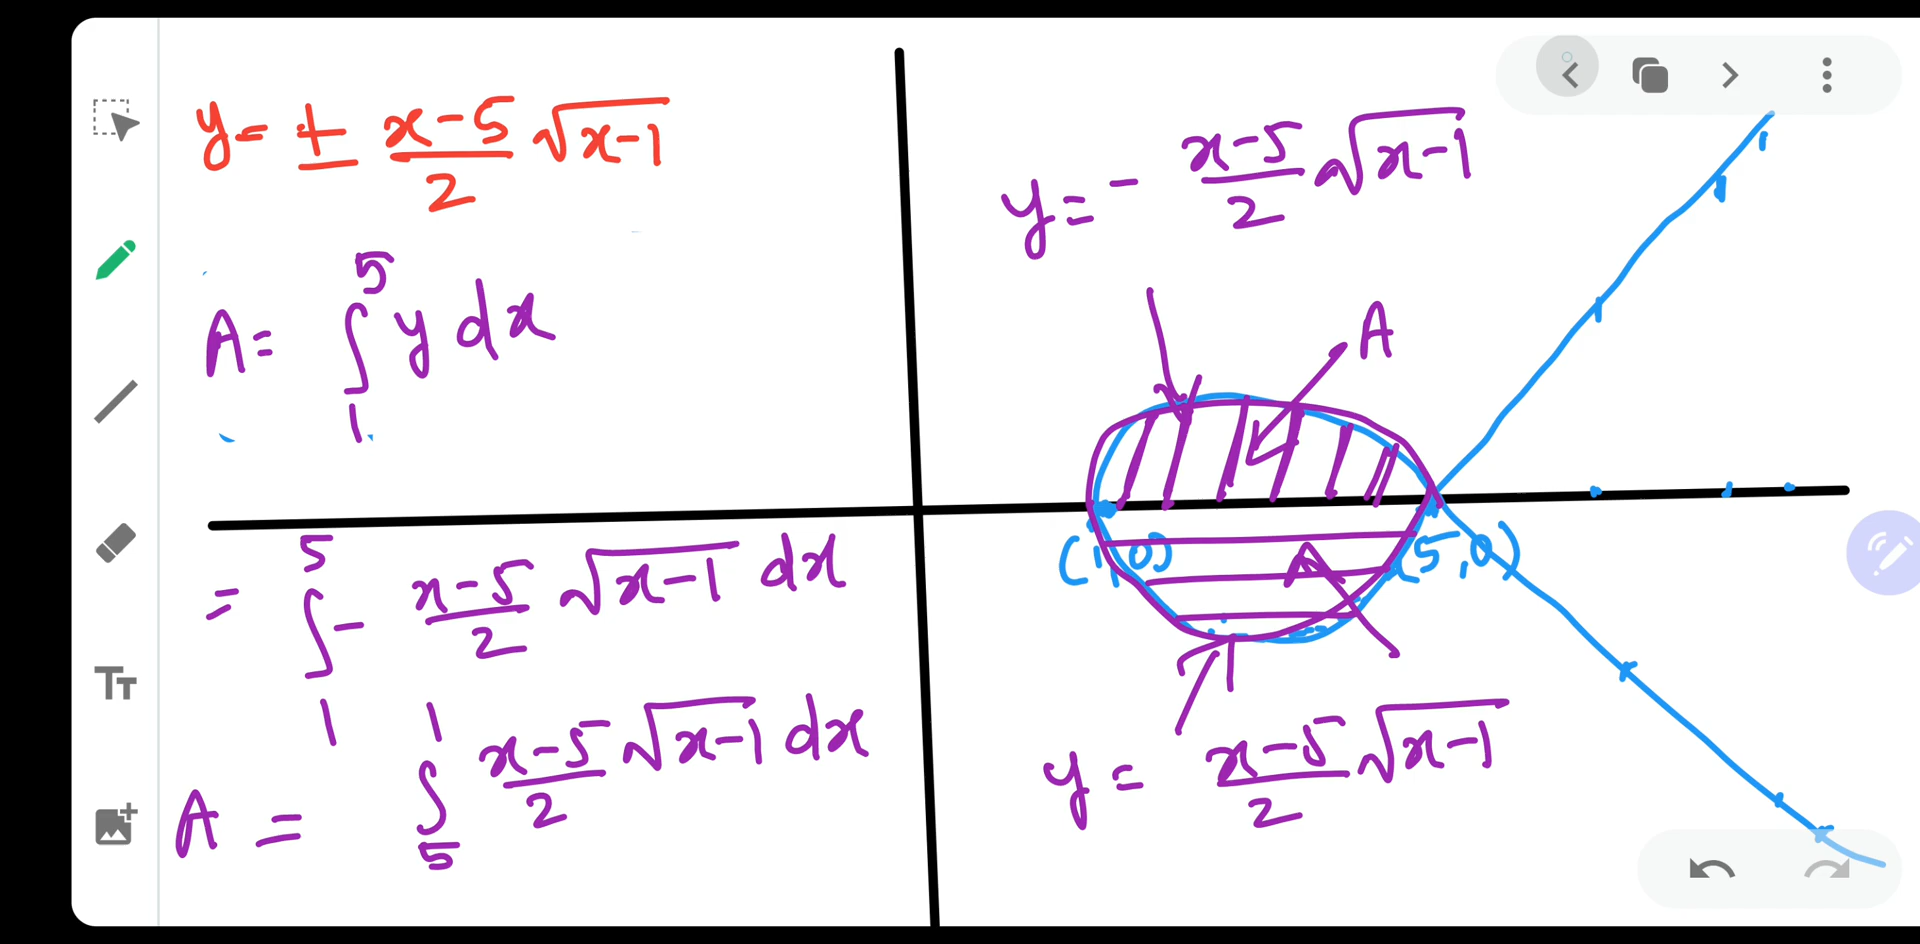 y = ± x-5/2 √x-1
A = ∫₁⁵ y dx
= ∫₁⁵ - x-5/2 √x-1 dx
A = ∫₅¹ x-5/2 √x-1 dx
y = - x-5/2 √x-1
A
(1,0)
(5,0)
A
y = x-5/2 √x-1
TT